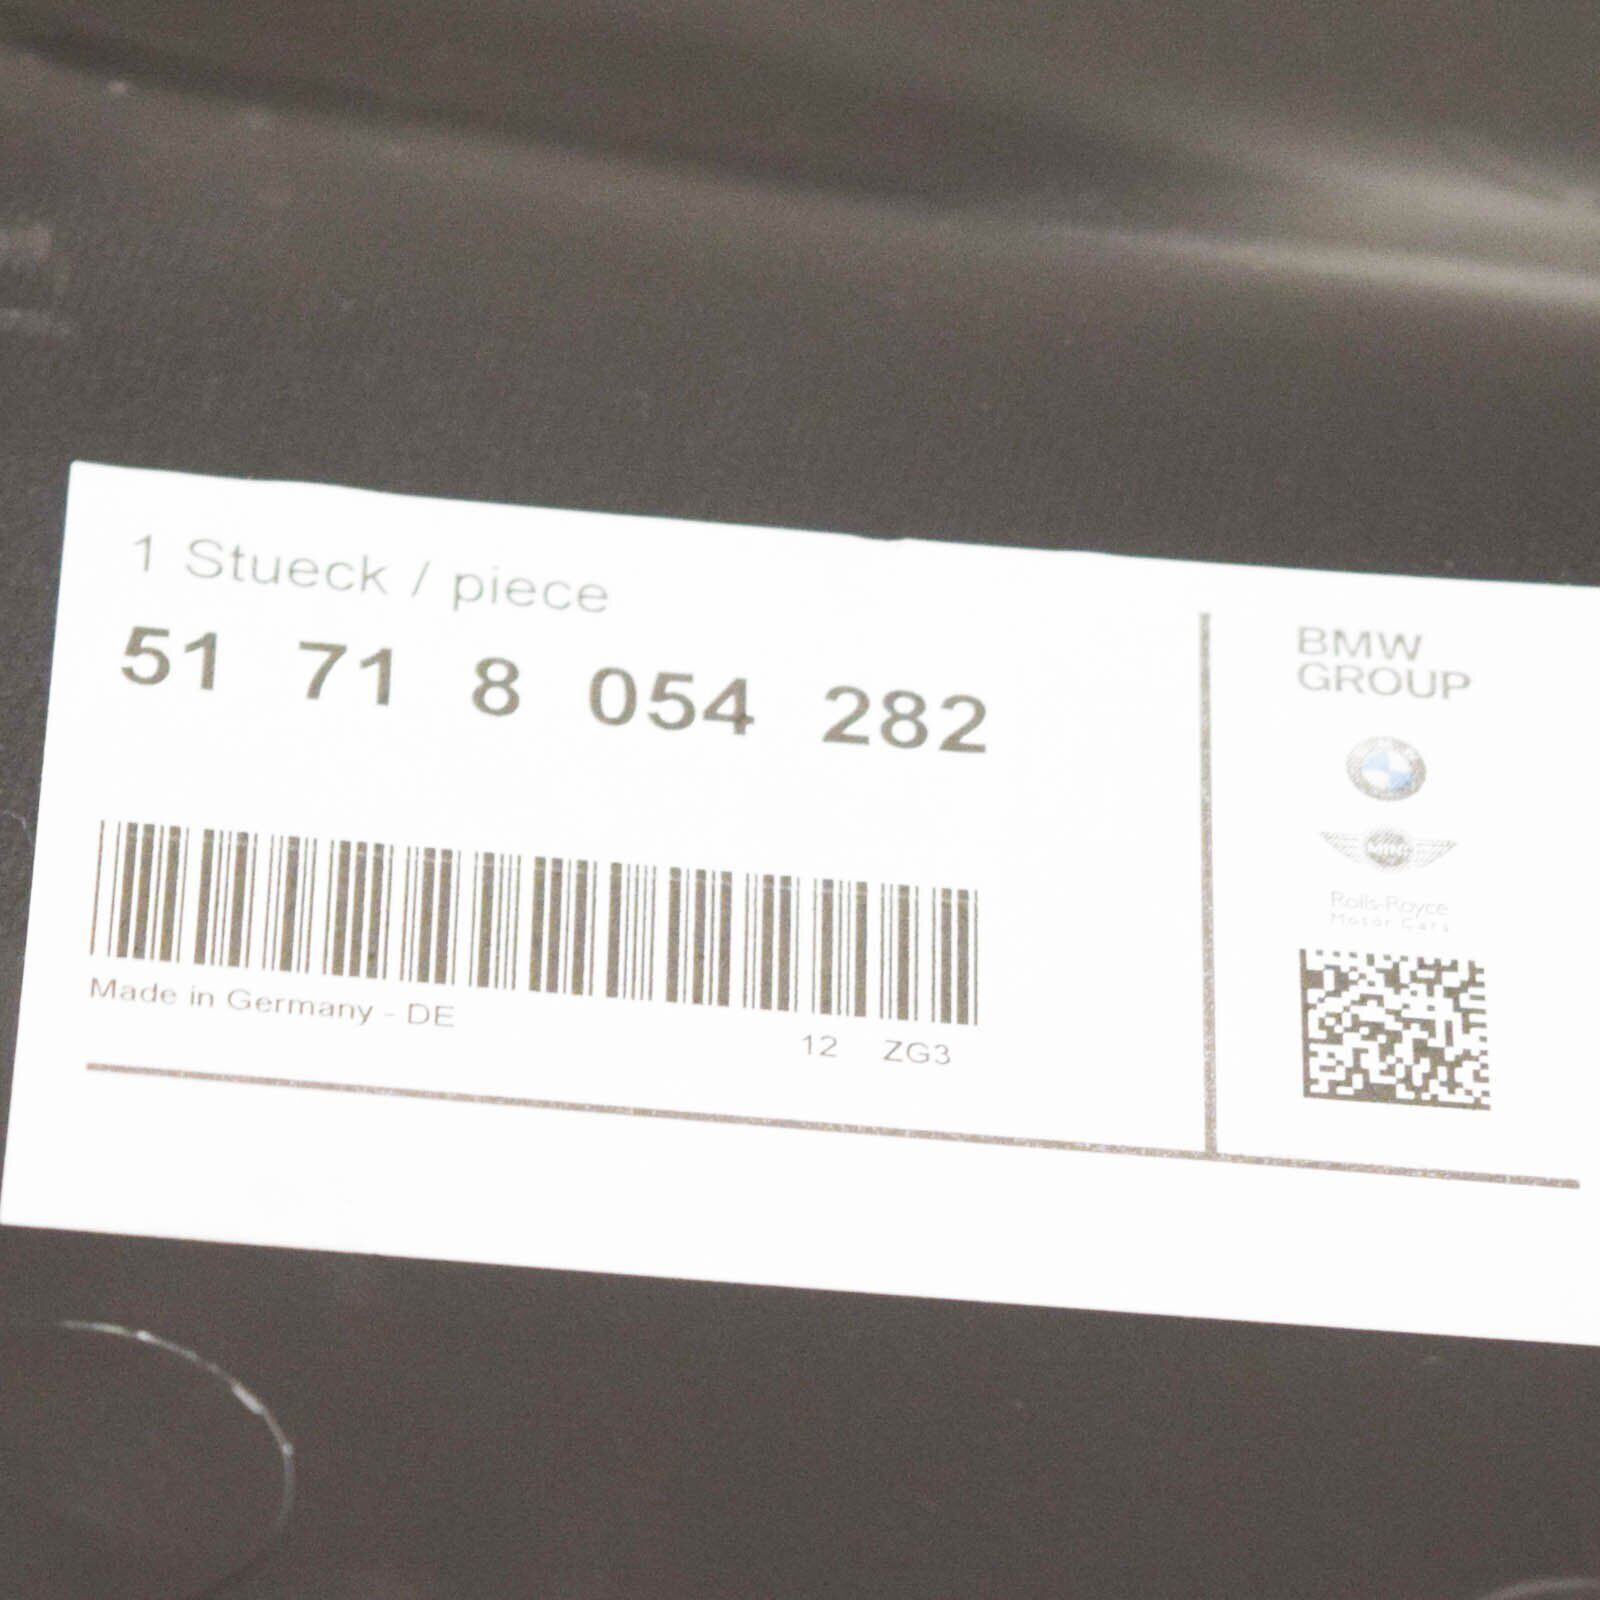 1 Stueck / piece
51 71 8 054 282
Made in Germany - DE
12 ZG3
BMW
GROUP
MINI
Rolls-Royce
Motor Cars